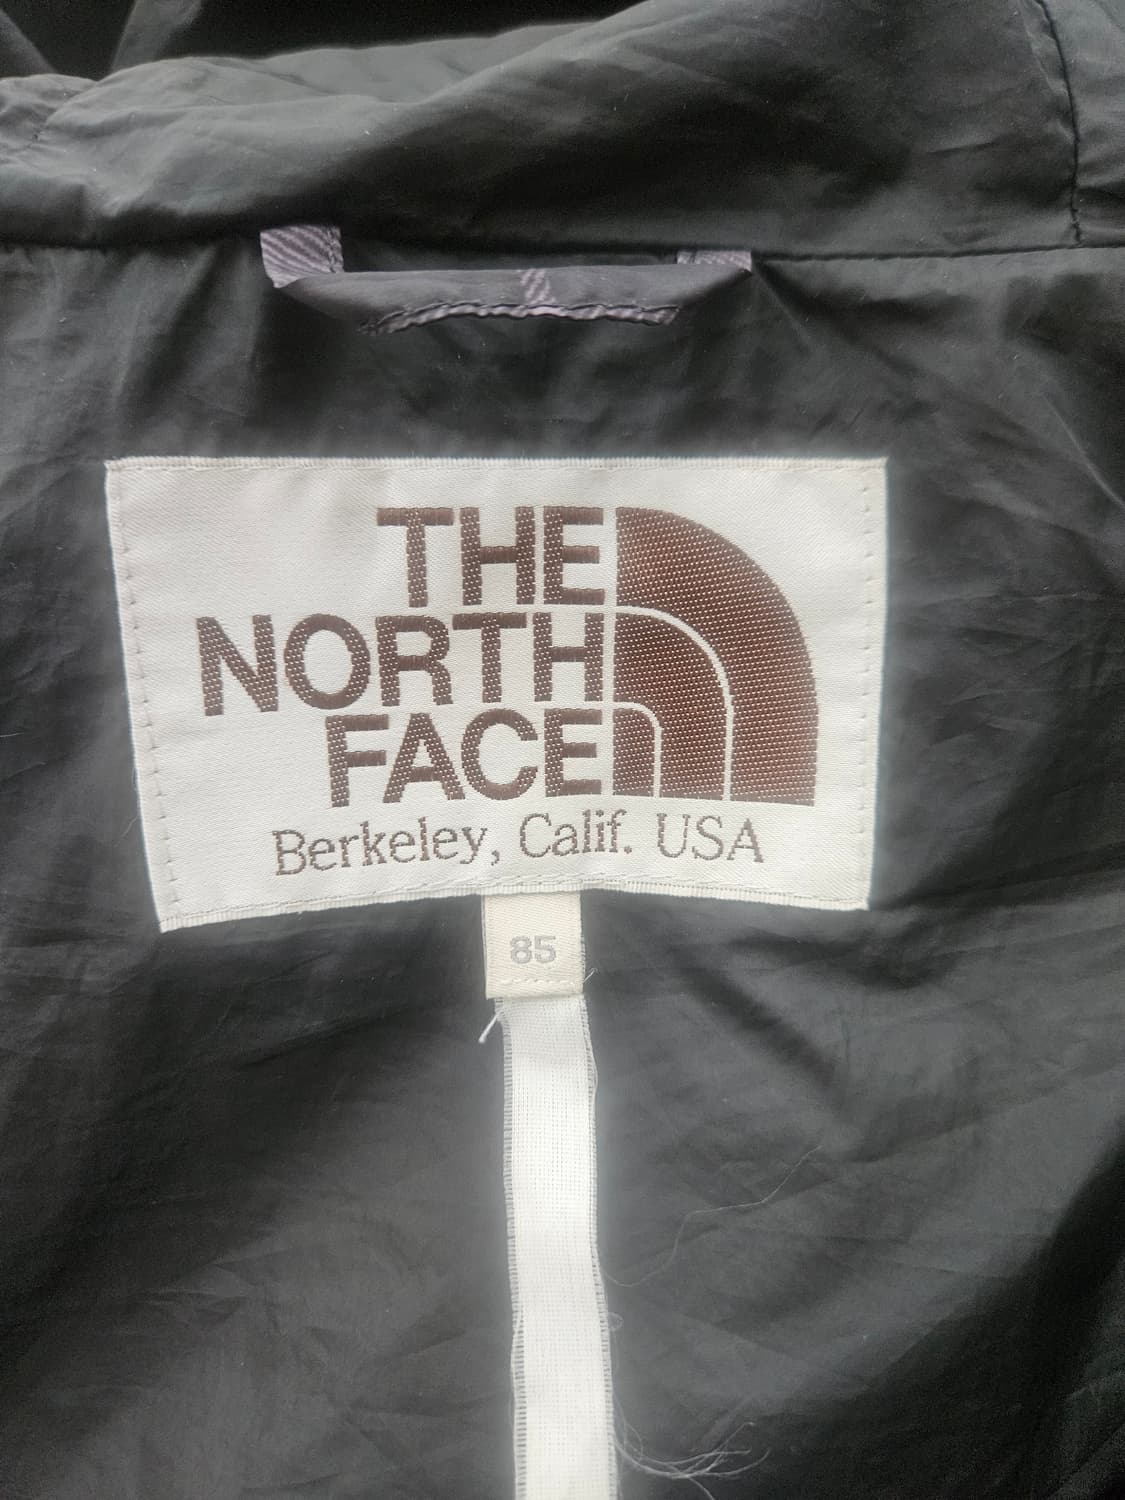 THE
NORTH
FACE
Berkeley, Calif. USA
85